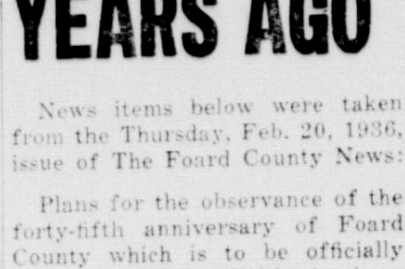 YEARS AGO
News items below were taken
from the Thursday, Feb. 20, 1936,
issue of The Foard County News:
Plans for the observance of the
forty-fifth anniversary of Foard
County which is to be officially